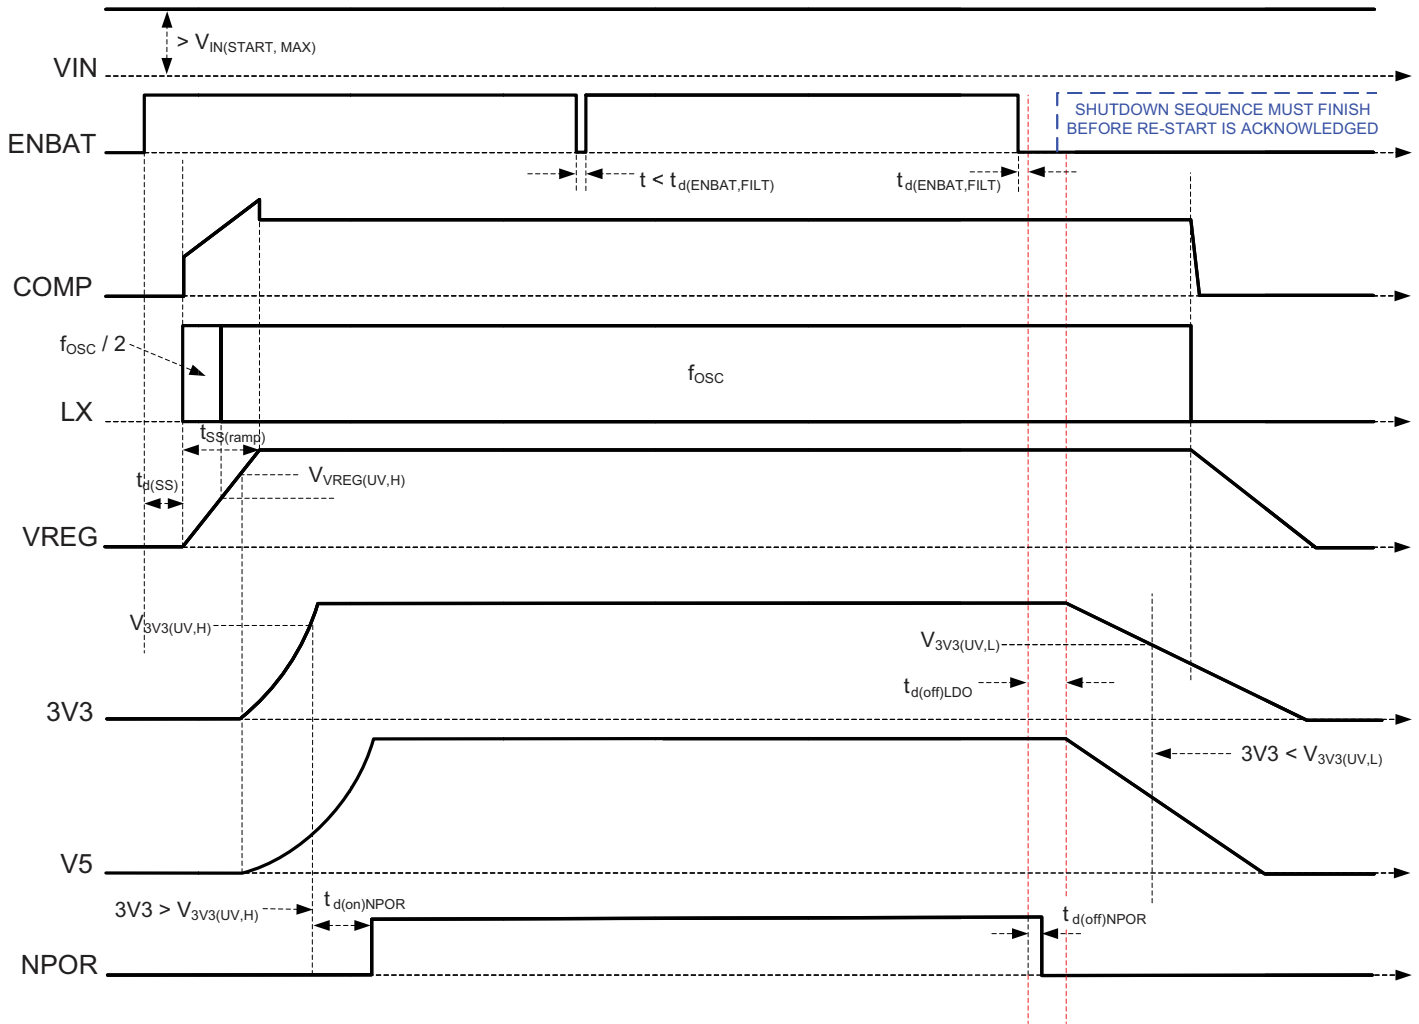 > VIN(START, MAX)
VIN
SHUTDOWN SEQUENCE MUST FINISH
BEFORE RE-START IS ACKNOWLEDGED
ENBAT
t < td(ENBAT,FILT)
td(ENBAT,FILT)
COMP
fOSC / 2
fOSC
LX
tSS(ramp)
td(SS)
VVREG(UV,H)
VREG
V3V3(UV,H)
V3V3(UV,L)
td(off)LDO
3V3
3V3 < V3V3(UV,L)
V5
3V3 > V3V3(UV,H)
td(on)NPOR
td(off)NPOR
NPOR